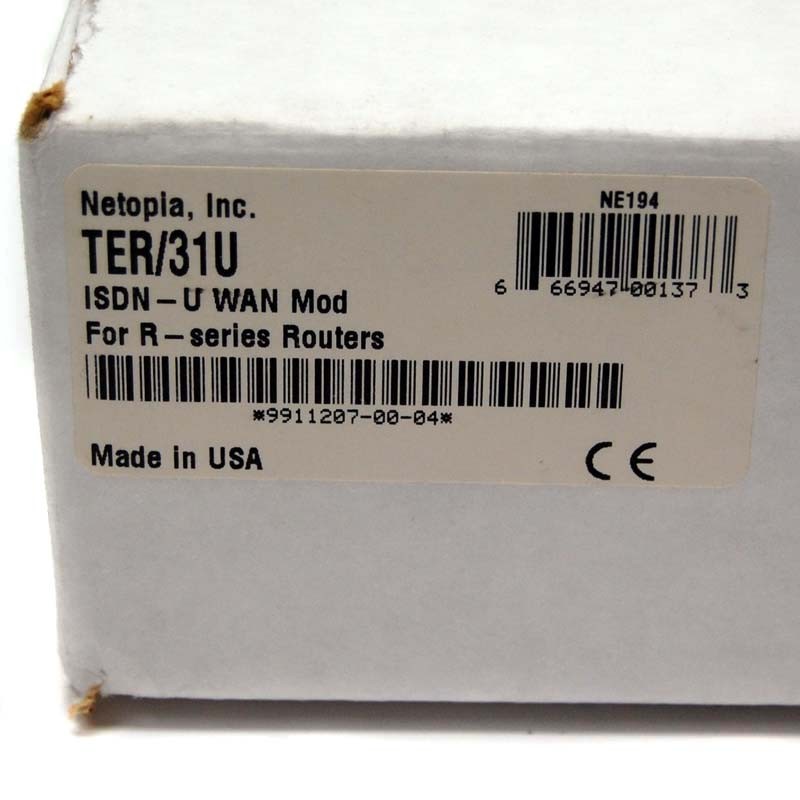 Netopia, Inc.
TER/31U
ISDN-U WAN Mod
For R-series Routers
*9911207-00-04*
Made in USA
NE194
6 66947 00137 3
CE